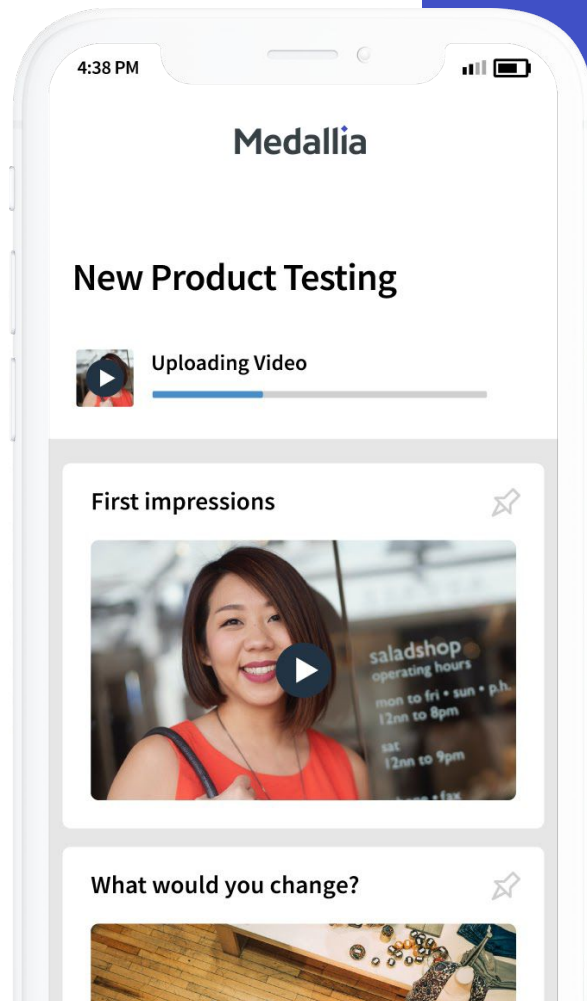 4:38 PM
Medallia
New Product Testing
Uploading Video
First impressions
saladshop
operating hours
mon to fri • sun • p.h.
12nn to 8pm
sat
12nn to 9pm
• fax
What would you change?